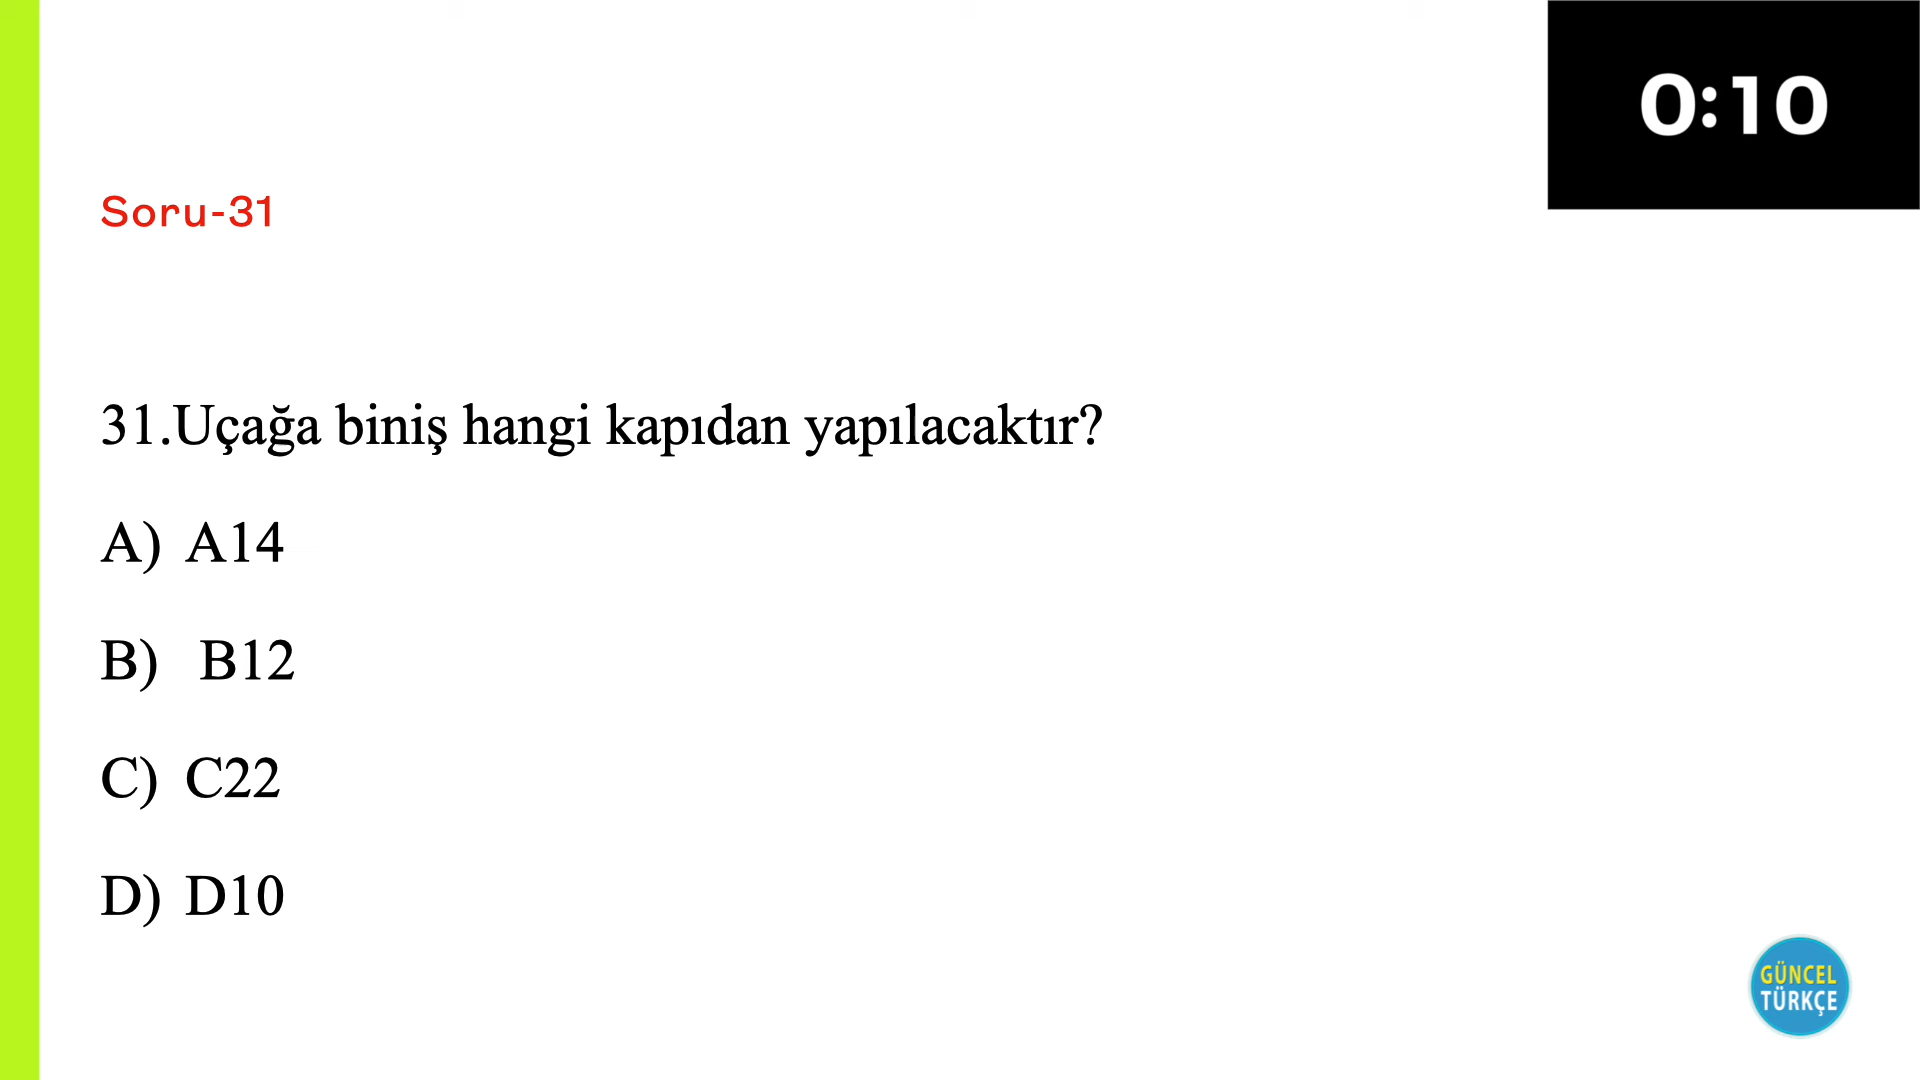 0:10
Soru-31
31.Uçağa biniş hangi kapıdan yapılacaktır?
A) A14
B) B12
C) C22
D) D10
GÜNCEL
TÜRKÇE